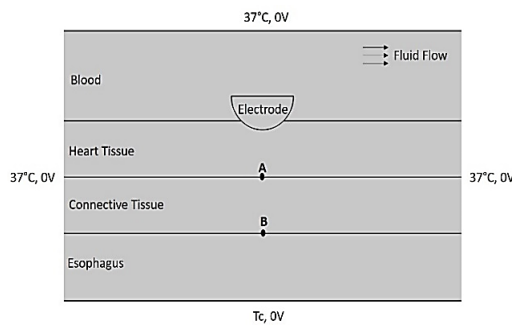 37°C, 0V
Fluid Flow
Blood
Electrode
Heart Tissue
A
37°C, 0V
37°C, 0V
Connective Tissue
B
Esophagus
Tc, 0V